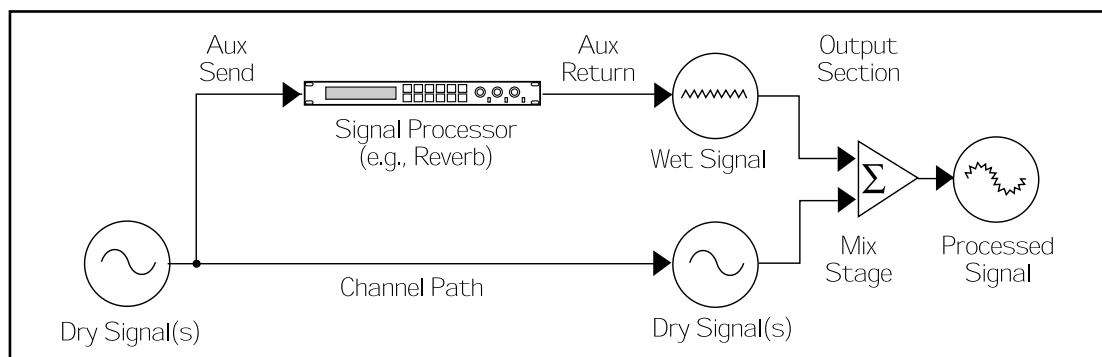 Aux
Send
Aux
Return
Output
Section
Signal Processor
(e.g., Reverb)
Wet Signal
Σ
Mix
Stage
Processed
Signal
Channel Path
Dry Signal(s)
Dry Signal(s)